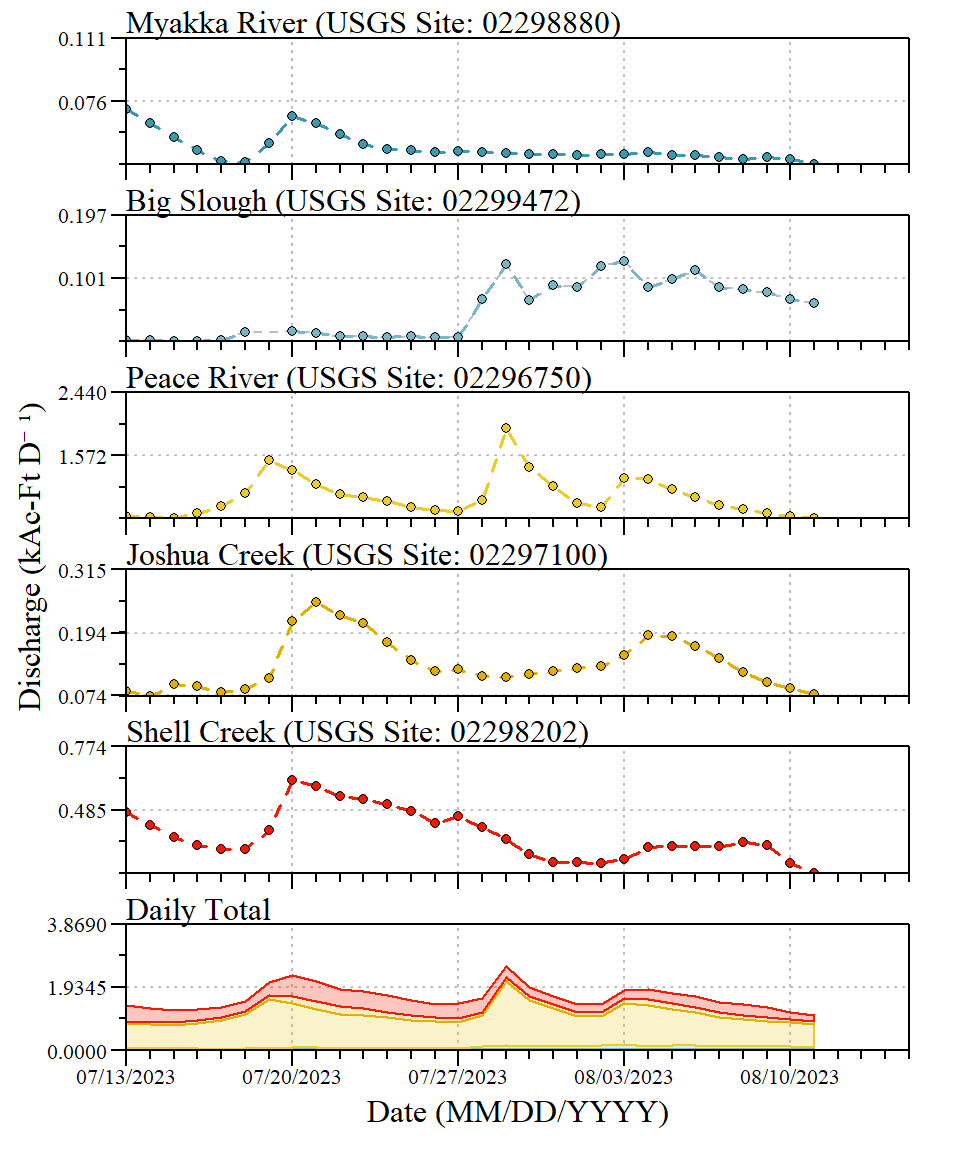 Myakka River (USGS Site: 02298880)
0.111
0.076
Big Slough (USGS Site: 02299472)
0.197
0.101
Peace River (USGS Site: 02296750)
2.440
1.572
Discharge (kAc-Ft D⁻¹)
Joshua Creek (USGS Site: 02297100)
0.315
0.194
0.074
Shell Creek (USGS Site: 02298202)
0.774
0.485
Daily Total
3.8690
1.9345
0.0000
07/13/2023 07/20/2023 07/27/2023 08/03/2023 08/10/2023
Date (MM/DD/YYYY)